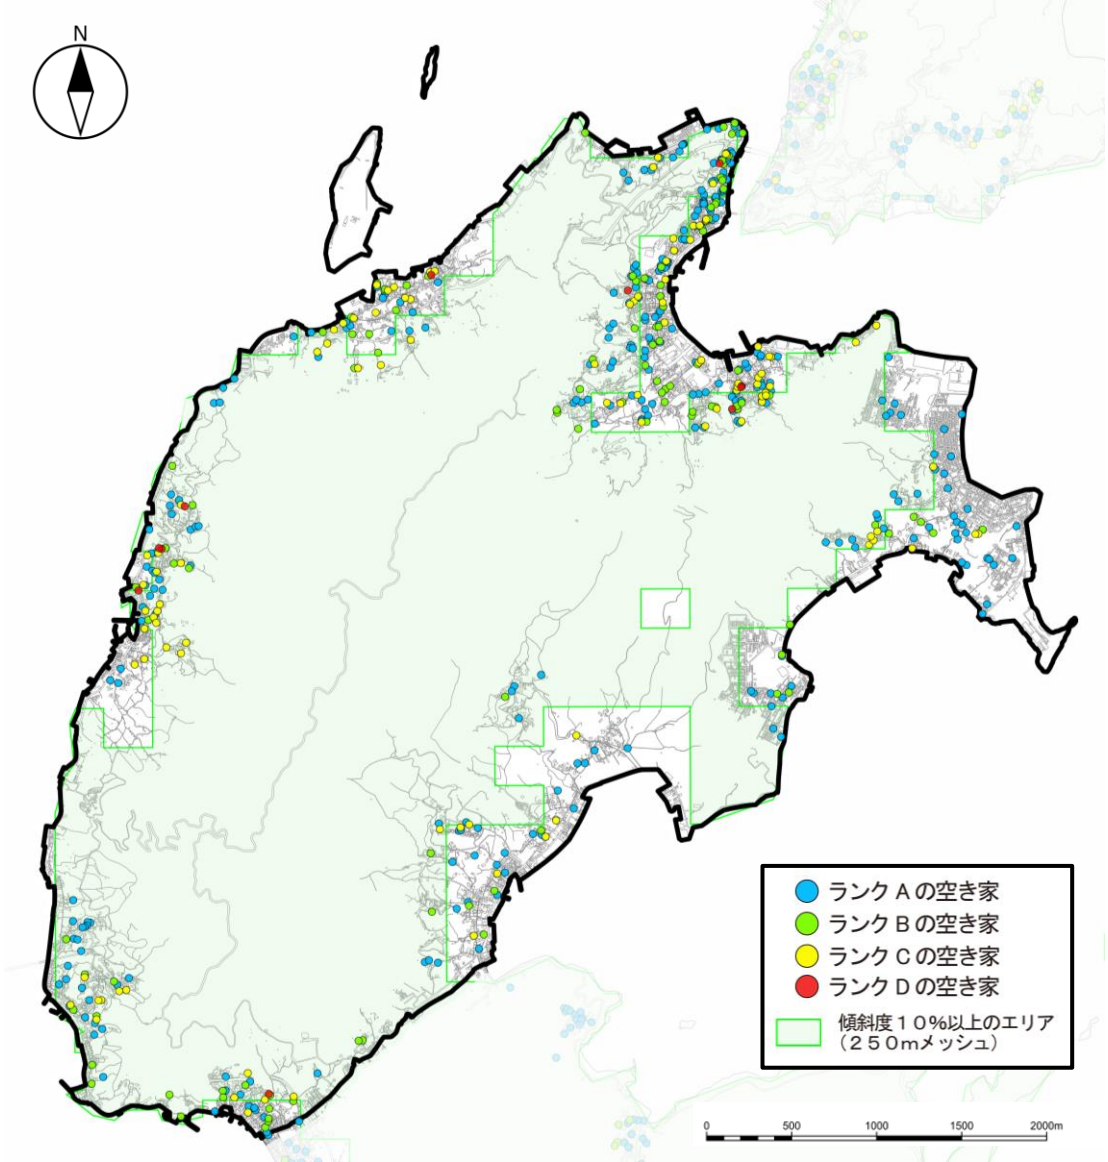 N
ランクAの空き家
ランクBの空き家
ランクCの空き家
ランクDの空き家
傾斜度１０％以上のエリア
（２５０ｍメッシュ）
0 500 1000 1500 2000m